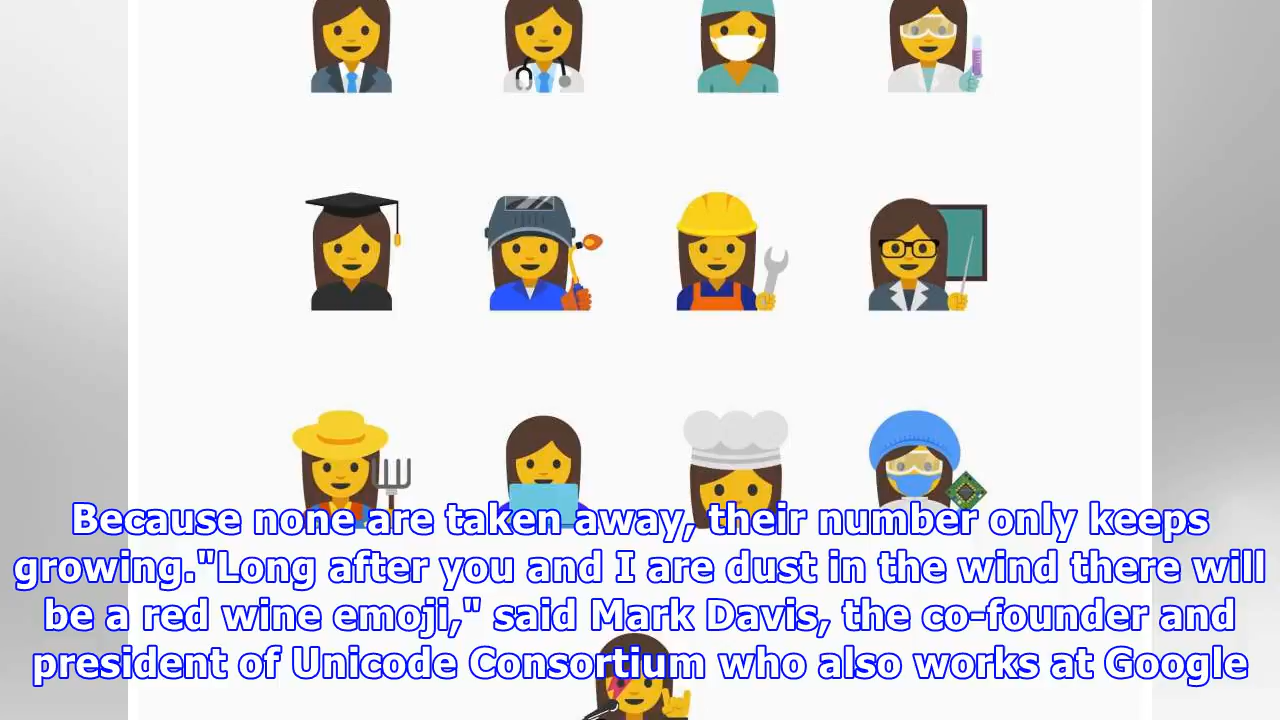 Because none are taken away, their number only keeps
growing."Long after you and I are dust in the wind there will
be a red wine emoji," said Mark Davis, the co-founder and
president of Unicode Consortium who also works at Google